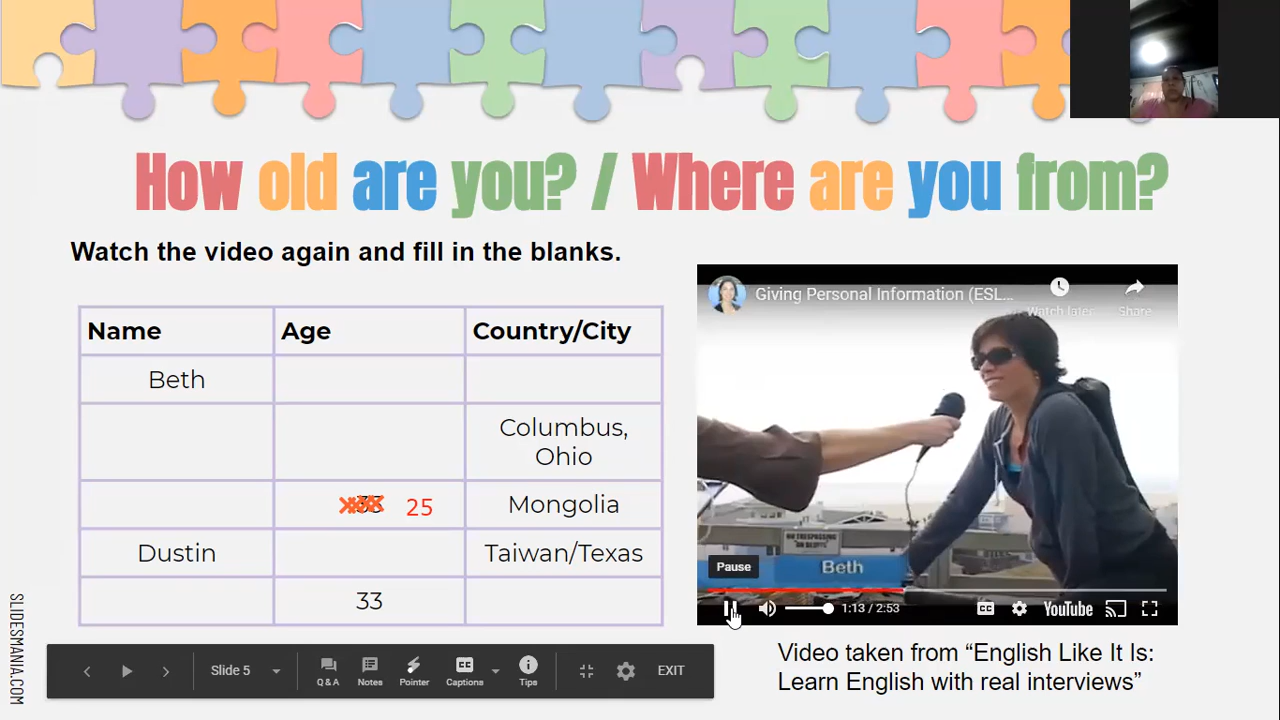 How old are you? / Where are you from?
Watch the video again and fill in the blanks.
Name Age Country/City
Beth
Columbus,
Ohio
25 Mongolia
Dustin Taiwan/Texas
33
Giving Personal Information (ESL...
Watch later Share
NO TRESPASSING
Beth
Pause
1:13 / 2:53
CC YouTube
Video taken from “English Like It Is:
Learn English with real interviews”
Slide 5
Q & A Notes Pointer Captions Tips EXIT
CC
SLIDESMANIA.COM